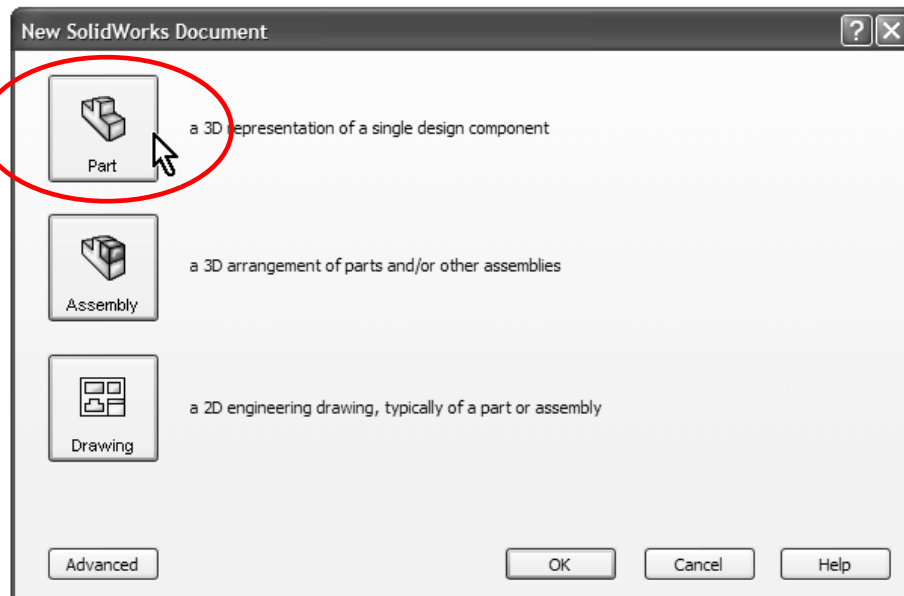 New SolidWorks Document
Part
a 3D representation of a single design component
Assembly
a 3D arrangement of parts and/or other assemblies
Drawing
a 2D engineering drawing, typically of a part or assembly
Advanced
OK
Cancel
Help